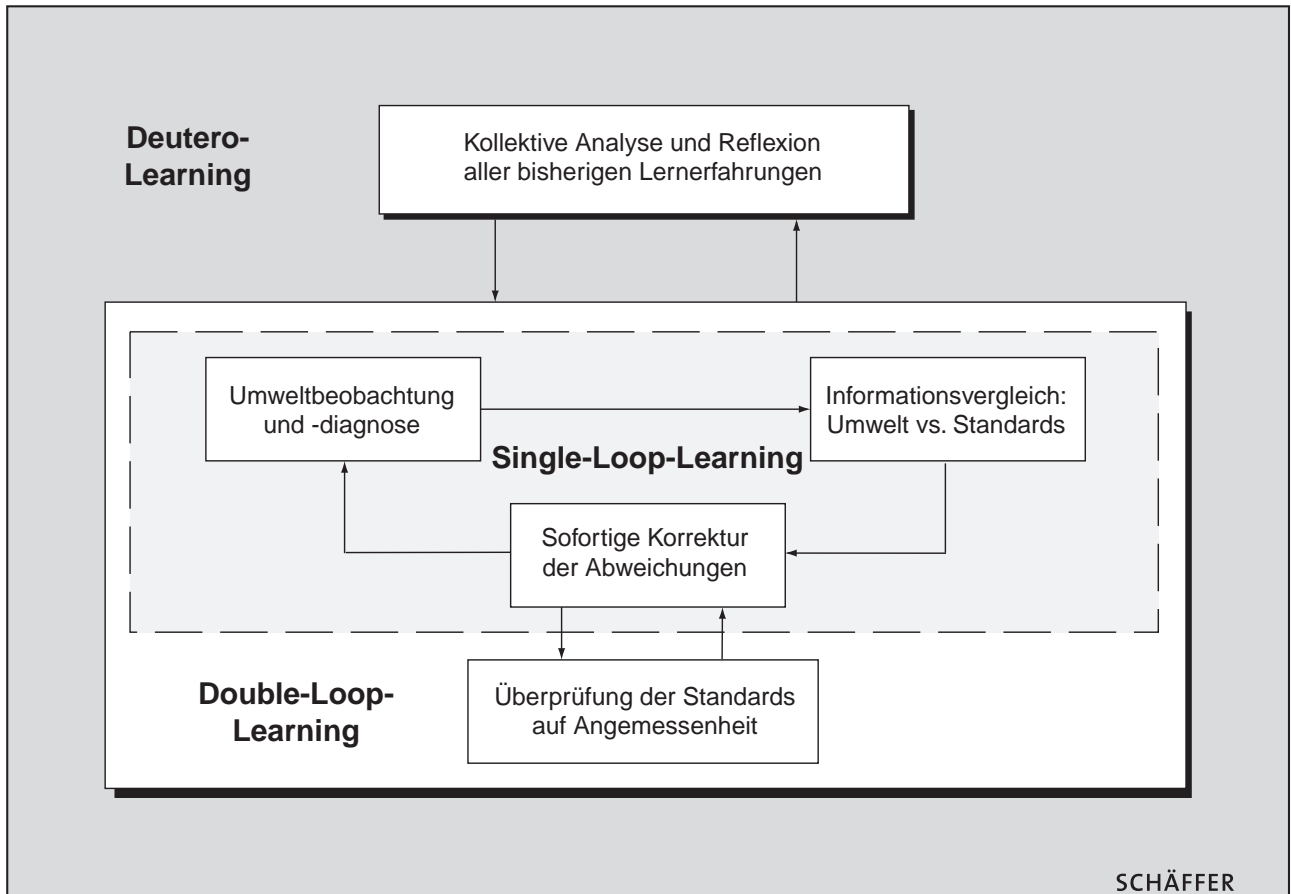 Deutero-
Learning
Kollektive Analyse und Reflexion
aller bisherigen Lernerfahrungen
Umweltbeobachtung
und -diagnose
Informationsvergleich:
Umwelt vs. Standards
Single-Loop-Learning
Sofortige Korrektur
der Abweichungen
Double-Loop-
Learning
Überprüfung der Standards
auf Angemessenheit
SCHÄFFER